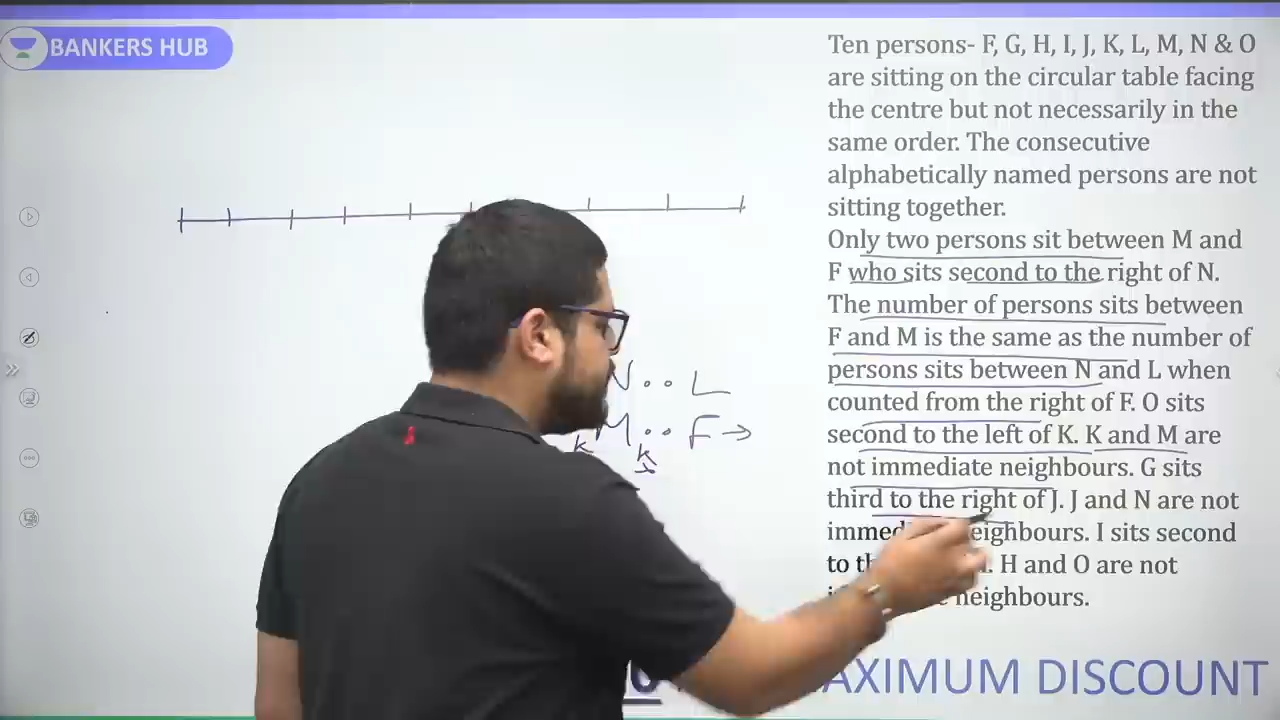 BANKERS HUB
Ten persons- F, G, H, I, J, K, L, M, N & O
are sitting on the circular table facing
the centre but not necessarily in the
same order. The consecutive
alphabetically named persons are not
sitting together.
Only two persons sit between M and
F who sits second to the right of N.
The number of persons sits between
F and M is the same as the number of
persons sits between N and L when
counted from the right of F. O sits
second to the left of K. K and M are
not immediate neighbours. G sits
third to the right of J. J and N are not
neighbours. I sits second
to H and O are not
neighbours.
N . . L
M . . F →
K K
MAXIMUM DISCOUNT